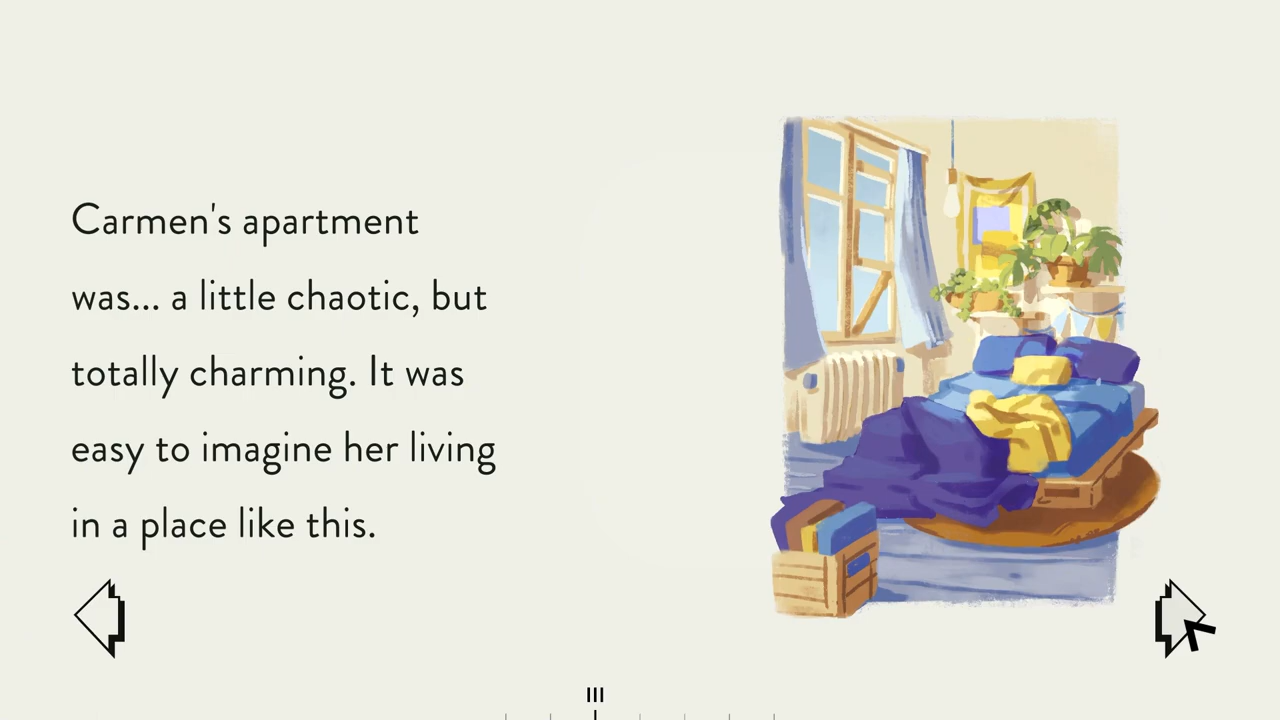 Carmen's apartment
was... a little chaotic, but
totally charming. It was
easy to imagine her living
in a place like this.
III